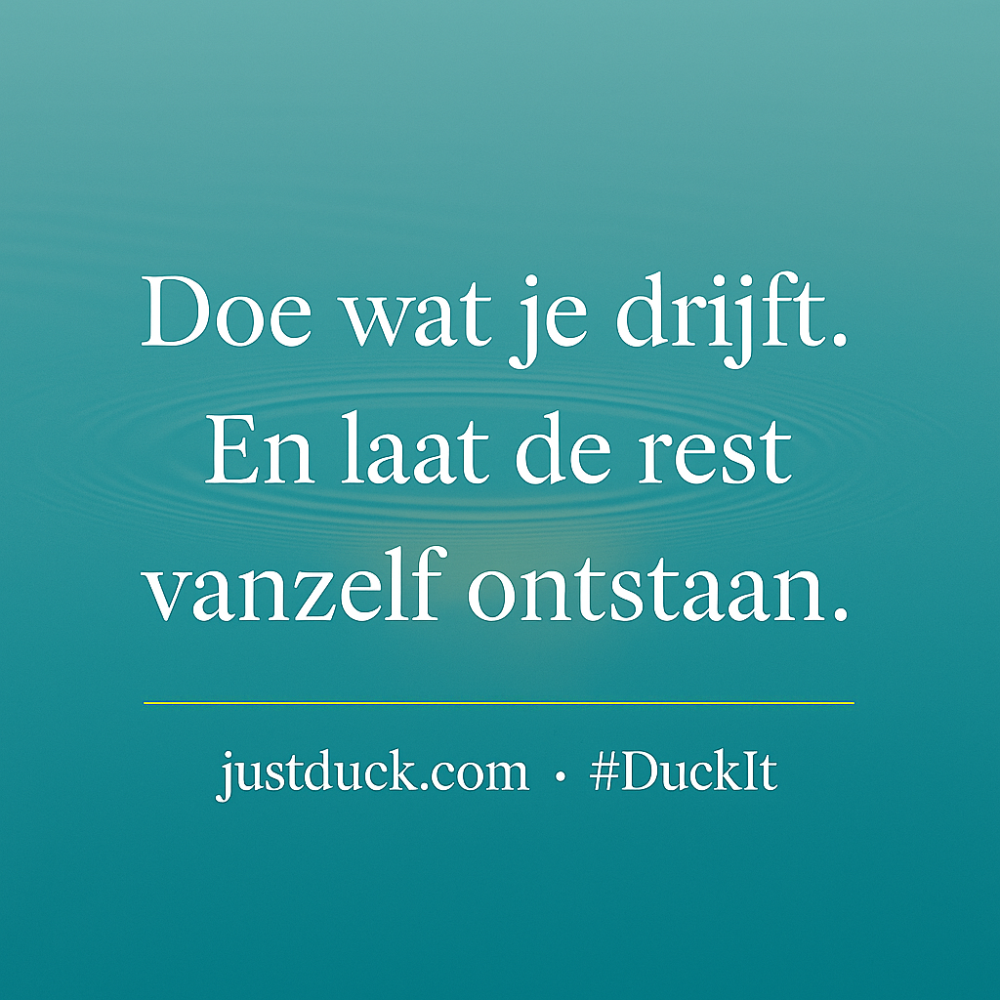 Doe wat je drijft.
En laat de rest
vanzelf ontstaan.
justduck.com · #DuckIt